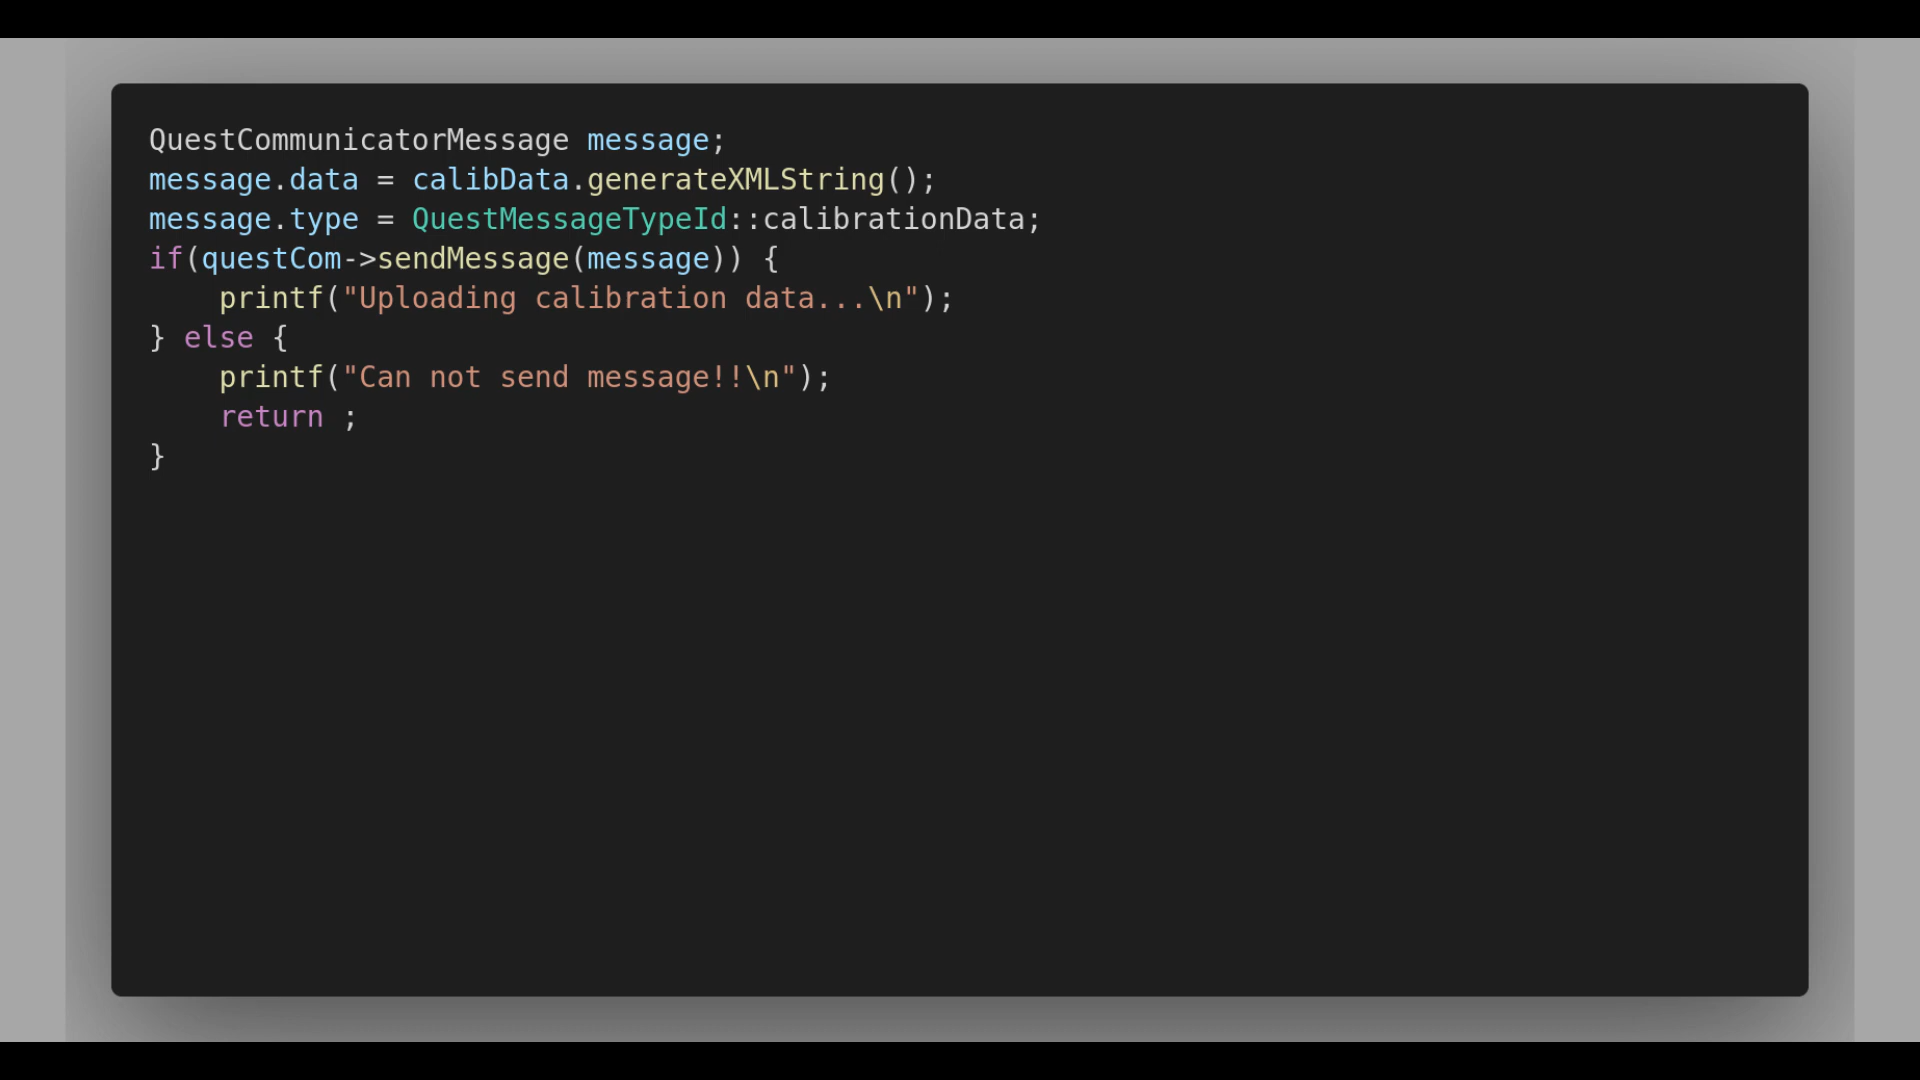 QuestCommunicatorMessage message;
message.data = calibData.generateXMLString();
message.type = QuestMessageTypeId::calibrationData;
if(questCom->sendMessage(message)) {
    printf("Uploading calibration data...\n");
} else {
    printf("Can not send message!!\n");
    return ;
}